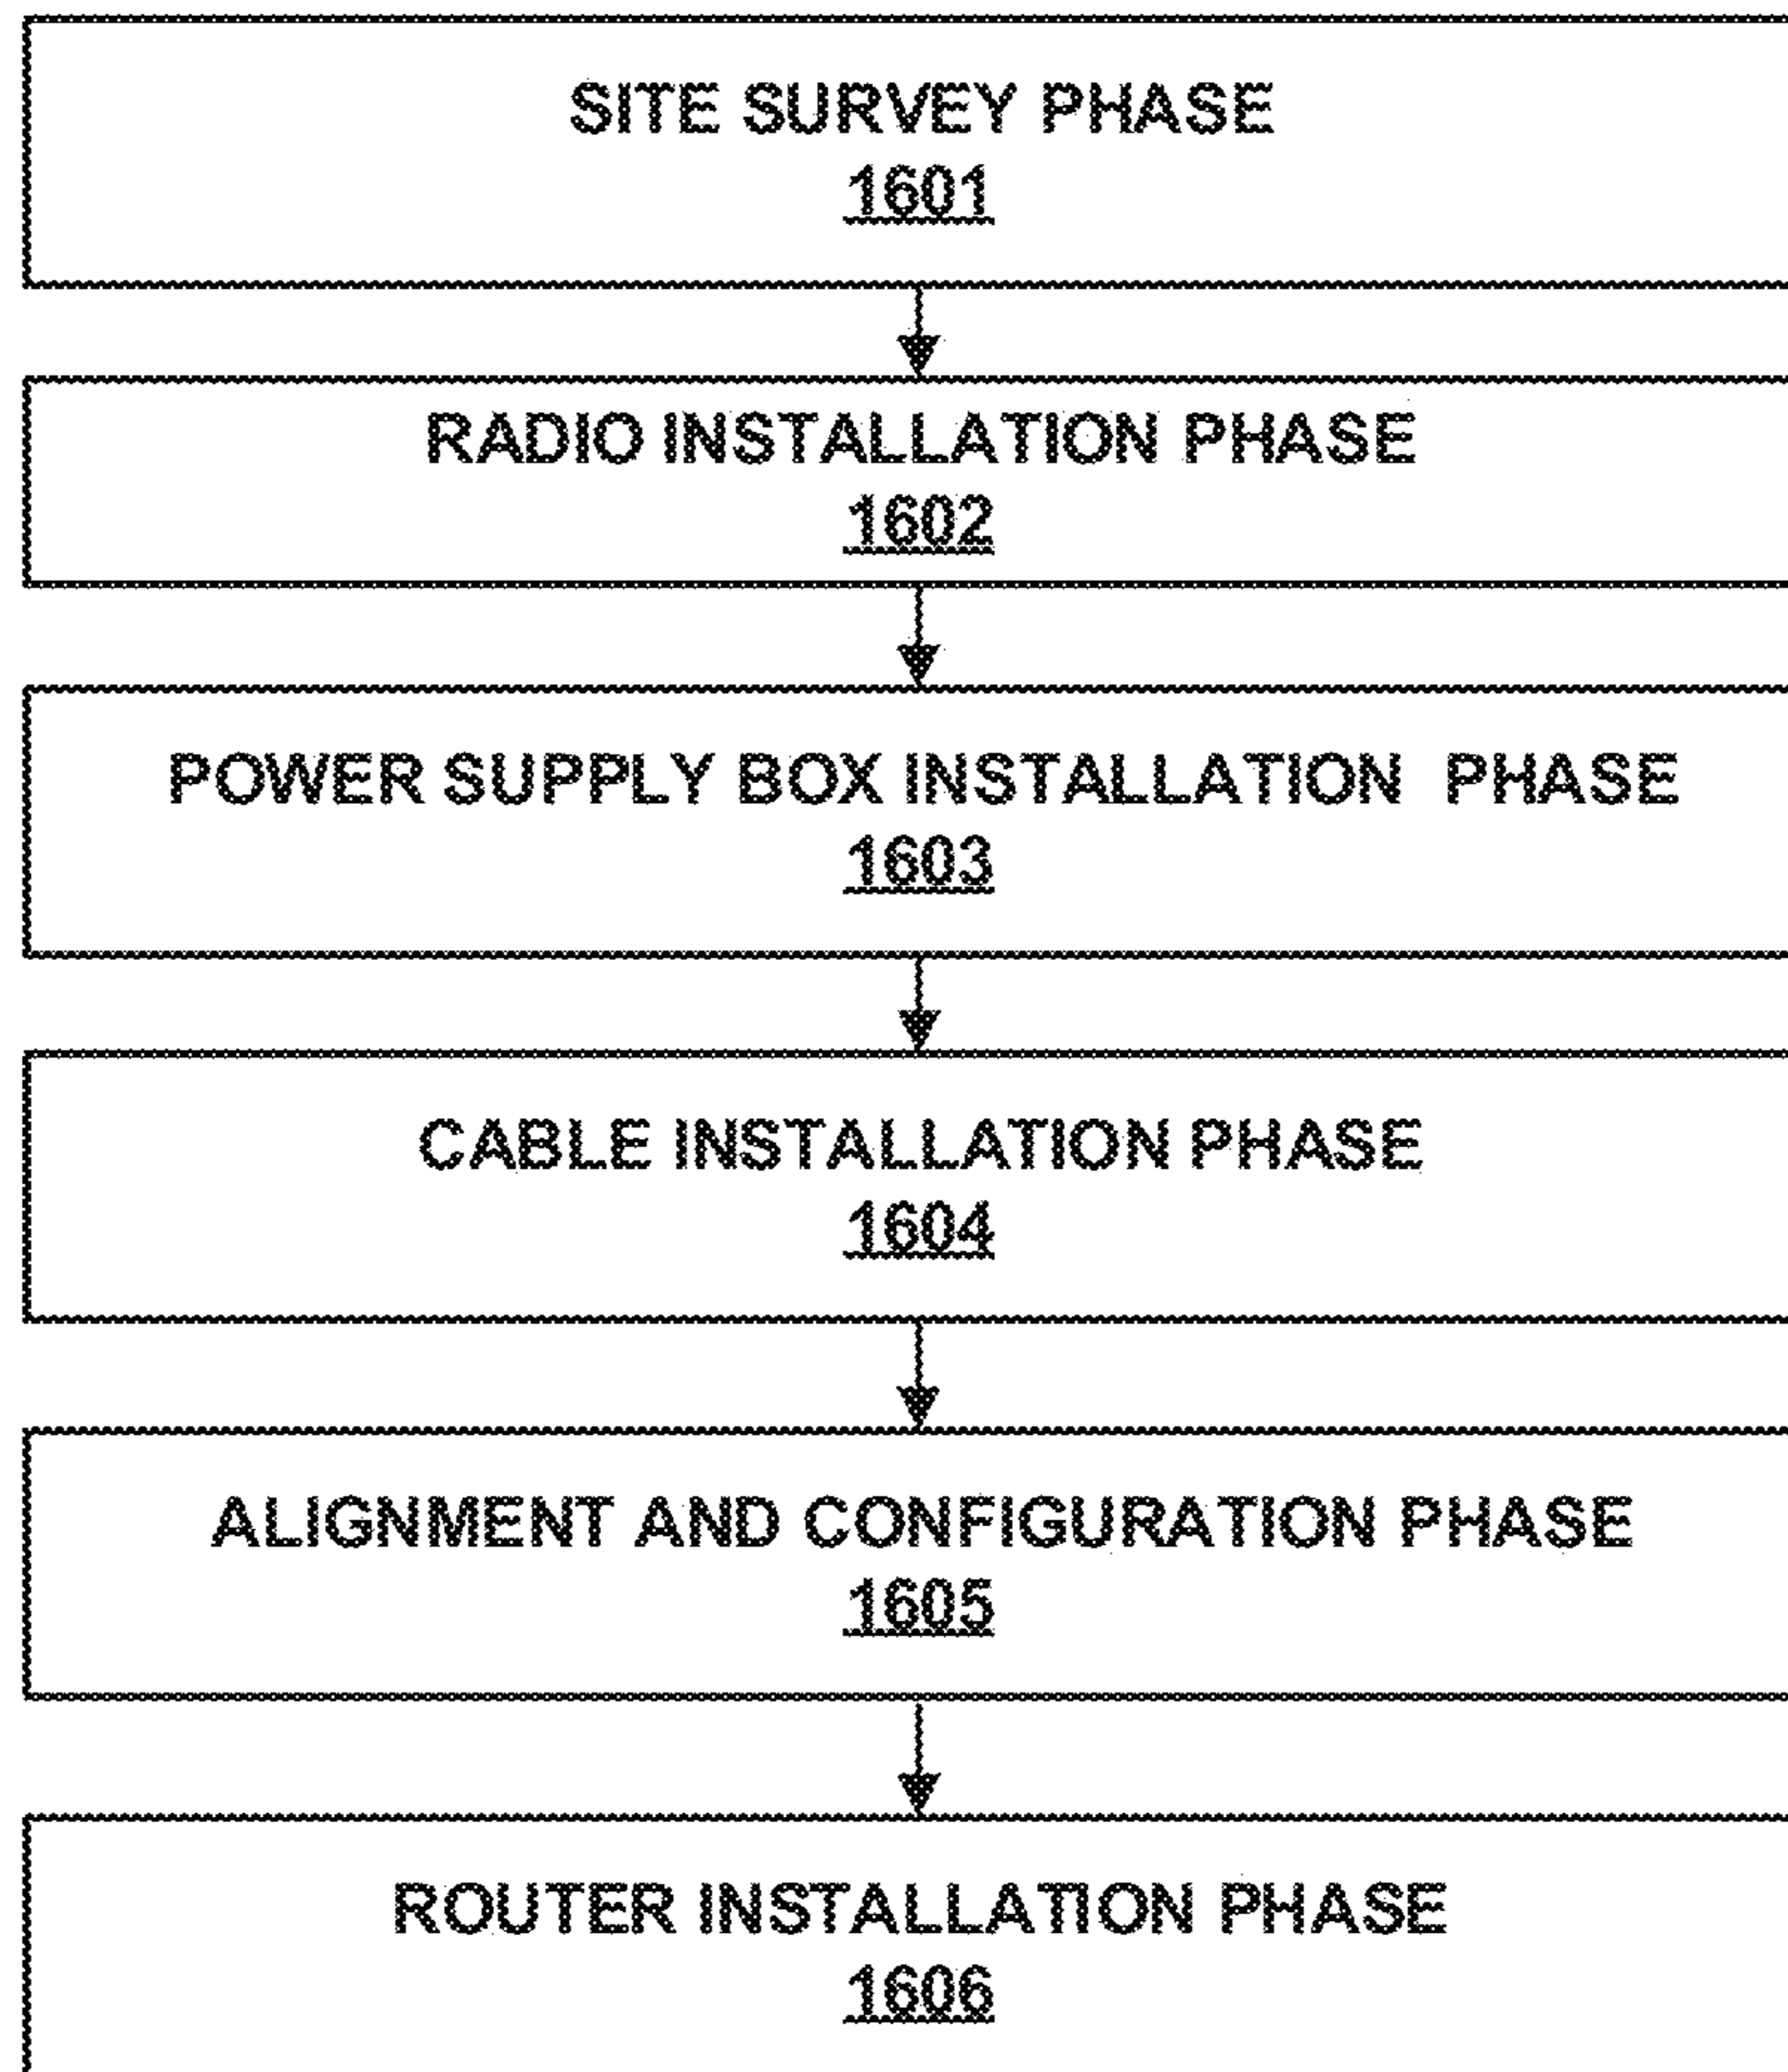 SITE SURVEY PHASE
1601
RADIO INSTALLATION PHASE
1602
POWER SUPPLY BOX INSTALLATION PHASE
1603
CABLE INSTALLATION PHASE
1604
ALIGNMENT AND CONFIGURATION PHASE
1605
ROUTER INSTALLATION PHASE
1606